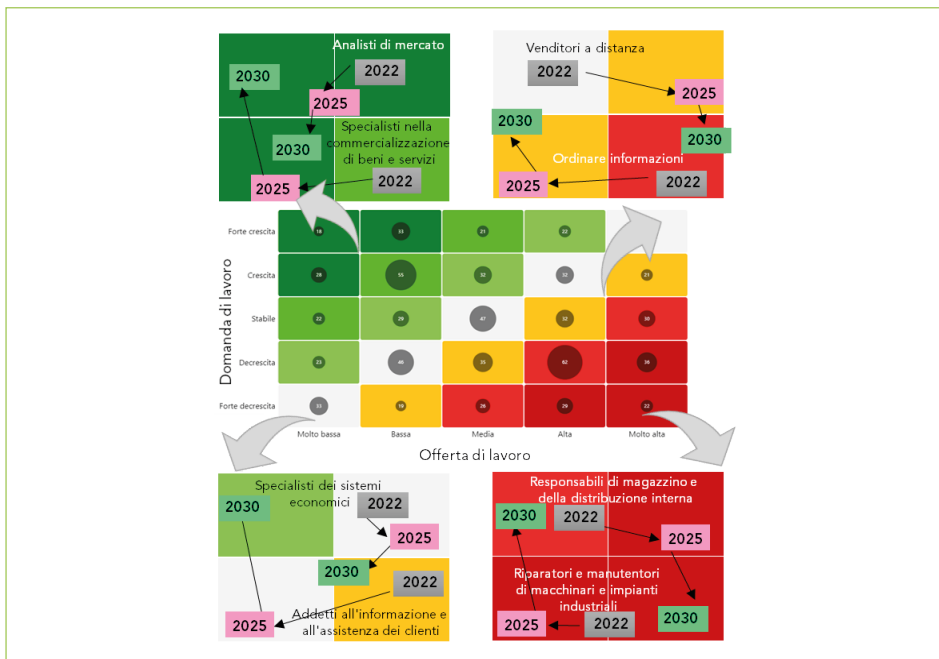 Analisti di mercato
2030
2022
2025
2030
Specialisti nella
commercializzazione
di beni e servizi
2025
2022
Venditori a distanza
2022
2025
2030
2030
Ordinare informazioni
2025
2022
Domanda di lavoro
Forte crescita 18 33 21 22
Crescita 28 55 32 32 21
Stabile 22 29 47 32 30
Decrescita 23 35 62 36
Forte decrescita 33 19 26 29 22
Molto bassa Bassa Media Alta Molto alta
Offerta di lavoro
Specialisti dei sistemi
economici
2030
2022
2025
2030
2022
Addetti all'informazione e
all'assistenza dei clienti
2025
Responsabili di magazzino e
della distribuzione interna
2030
2022
2025
Riparatori e manutentori
di macchinari e impianti
industriali
2030
2025
2022